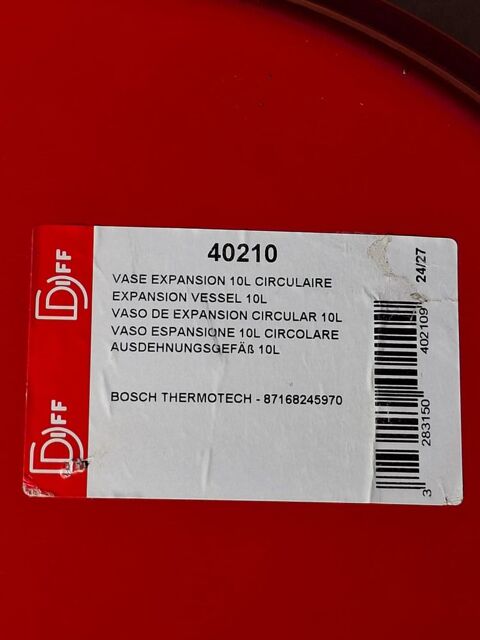 40210
VASE EXPANSION 10L CIRCULAIRE
EXPANSION VESSEL 10L
VASO DE EXPANSION CIRCULAR 10L
VASO ESPANSIONE 10L CIRCOLARE
AUSDEHNUNGSGEFÄß 10L
BOSCH THERMOTECH - 87168245970
DIFF
DIFF
24/27
3 283150 402109